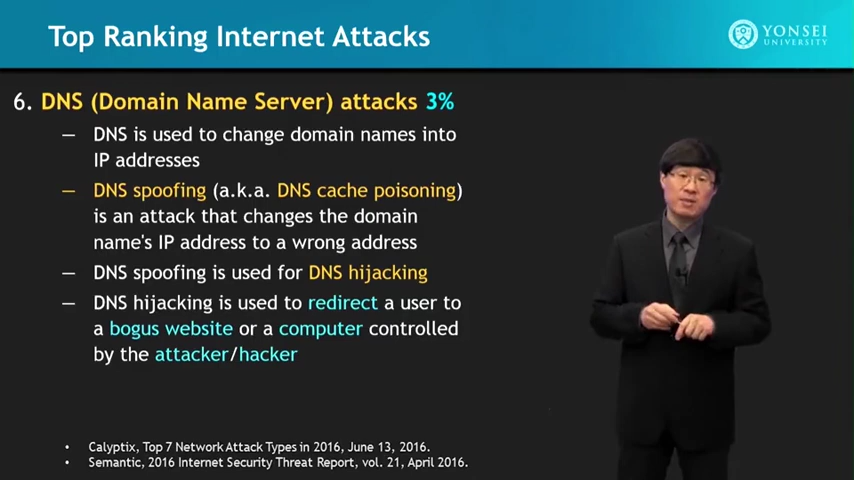 Top Ranking Internet Attacks
YONSEI
UNIVERSITY
6. DNS (Domain Name Server) attacks 3%
— DNS is used to change domain names into
IP addresses
— DNS spoofing (a.k.a. DNS cache poisoning)
is an attack that changes the domain
name's IP address to a wrong address
— DNS spoofing is used for DNS hijacking
— DNS hijacking is used to redirect a user to
a bogus website or a computer controlled
by the attacker/hacker
• Calyptix, Top 7 Network Attack Types in 2016, June 13, 2016.
• Semantic, 2016 Internet Security Threat Report, vol. 21, April 2016.